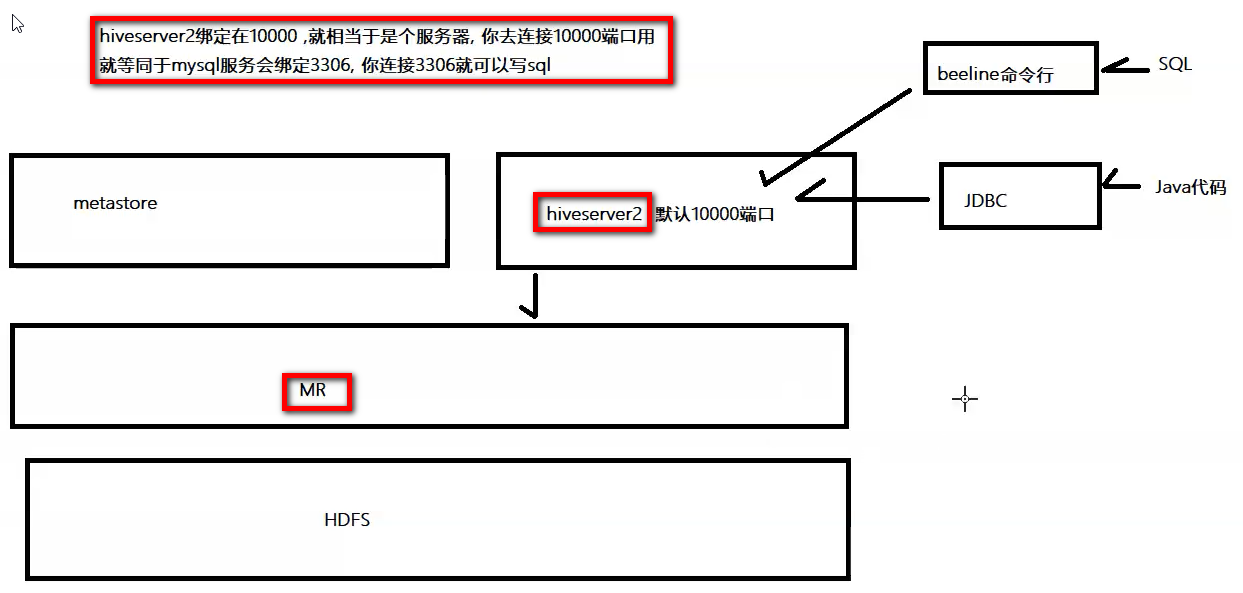 hiveserver2绑定在10000 ,就相当于是个服务器, 你去连接10000端口用
就等同于mysql服务会绑定3306, 你连接3306就可以写sql
beeline命令行
SQL
metastore
hiveserver2 默认10000端口
JDBC
Java代码
MR
HDFS